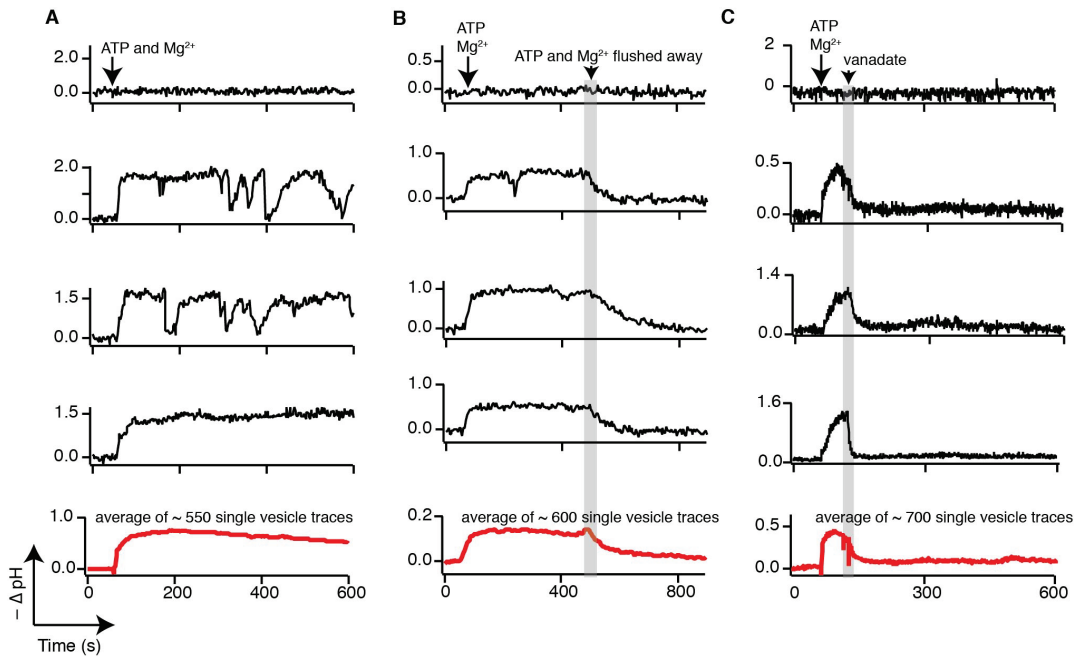 A
ATP and Mg²⁺
2.0
0.0
2.0
0.0
1.5
0.0
1.5
0.0
average of ~ 550 single vesicle traces
1.0
0.0
0
200
400
600
− Δ pH
Time (s)
B
ATP
Mg²⁺
ATP and Mg²⁺ flushed away
0.5
0.0
1.0
0.0
1.0
0.0
1.0
0.0
average of ~ 600 single vesicle traces
0.2
0.0
0
400
800
C
ATP
Mg²⁺
vanadate
2
0
0.5
0.0
1.4
0.0
1.6
0.0
average of ~ 700 single vesicle traces
0.5
0.0
0
300
600